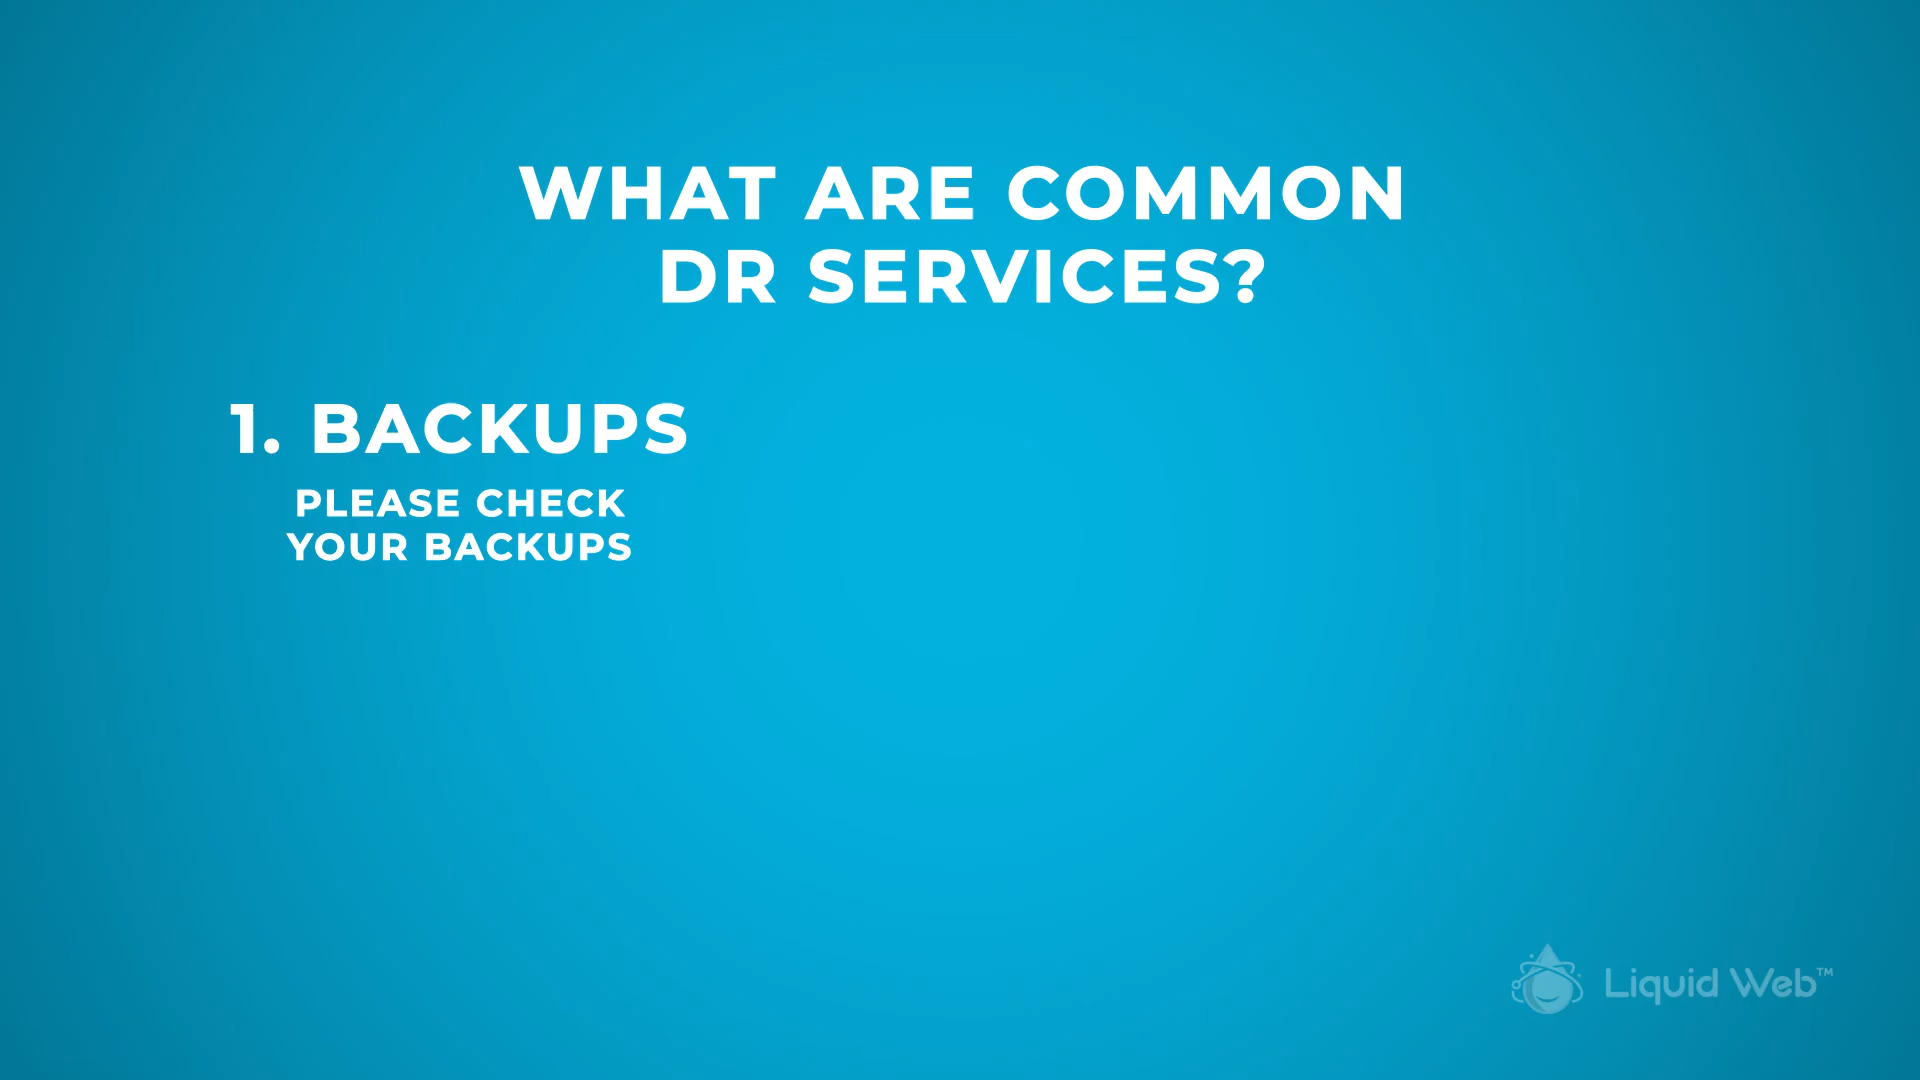 WHAT ARE COMMON
DR SERVICES?
1. BACKUPS
PLEASE CHECK
YOUR BACKUPS
Liquid Web™